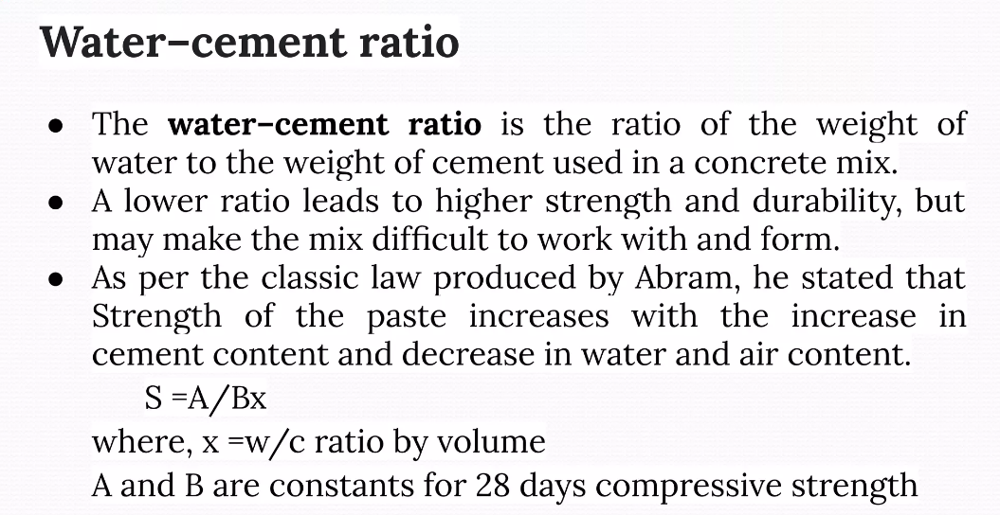 Water–cement ratio
● The water–cement ratio is the ratio of the weight of
water to the weight of cement used in a concrete mix.
● A lower ratio leads to higher strength and durability, but
may make the mix difficult to work with and form.
● As per the classic law produced by Abram, he stated that
Strength of the paste increases with the increase in
cement content and decrease in water and air content.
S =A/Bx
where, x =w/c ratio by volume
A and B are constants for 28 days compressive strength